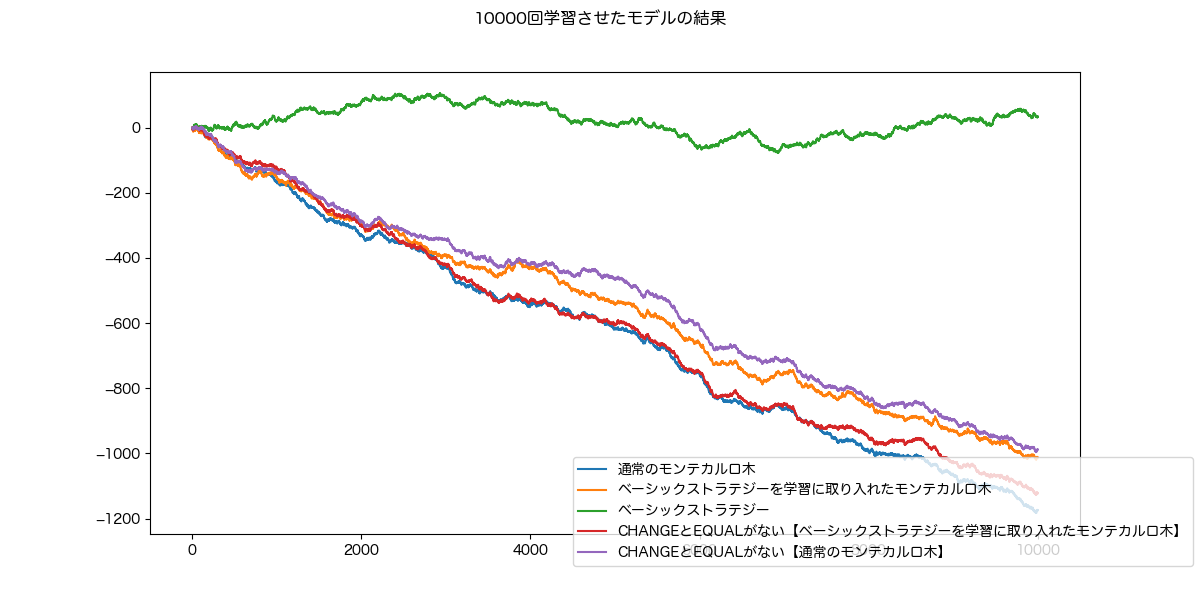 10000回学習させたモデルの結果
0
−200
−400
−600
−800
−1000
−1200
0
2000
4000
6000
8000
10000
通常のモンテカルロ木
ベーシックストラテジーを学習に取り入れたモンテカルロ木
ベーシックストラテジー
CHANGEとEQUALがない【ベーシックストラテジーを学習に取り入れたモンテカルロ木】
CHANGEとEQUALがない【通常のモンテカルロ木】